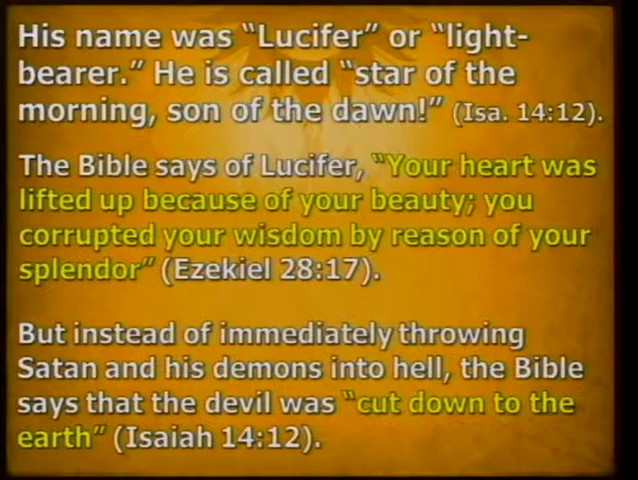 His name was “Lucifer” or “light-
bearer.” He is called “star of the
morning, son of the dawn!” (Isa. 14:12).
The Bible says of Lucifer, “Your heart was
lifted up because of your beauty; you
corrupted your wisdom by reason of your
splendor” (Ezekiel 28:17).
But instead of immediately throwing
Satan and his demons into hell, the Bible
says that the devil was “cut down to the
earth” (Isaiah 14:12).